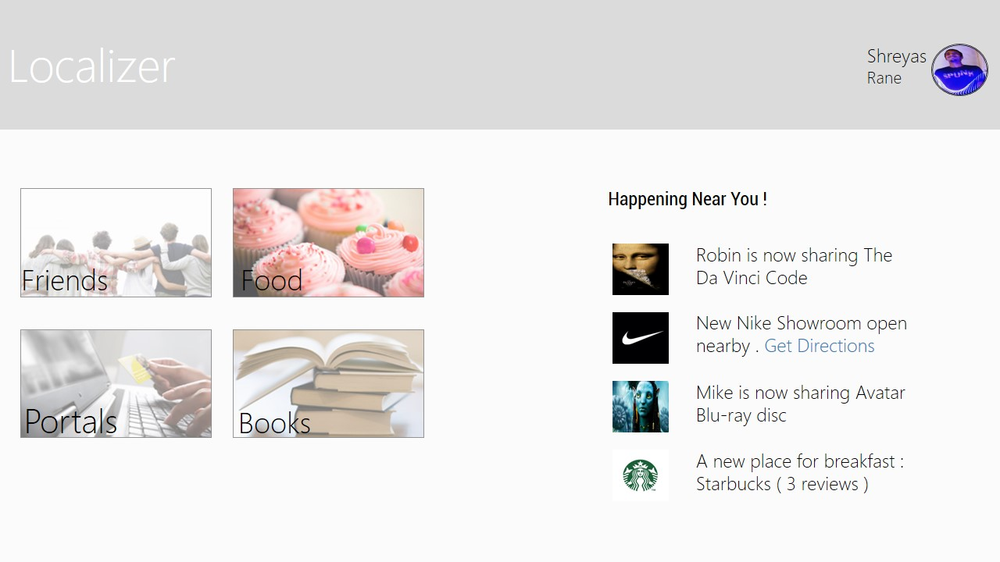 Localizer
Shreyas
Rane
SPUNK
Friends
Food
Portals
Books
Happening Near You !
Robin is now sharing The
Da Vinci Code
New Nike Showroom open
nearby . Get Directions
Mike is now sharing Avatar
Blu-ray disc
A new place for breakfast :
Starbucks ( 3 reviews )